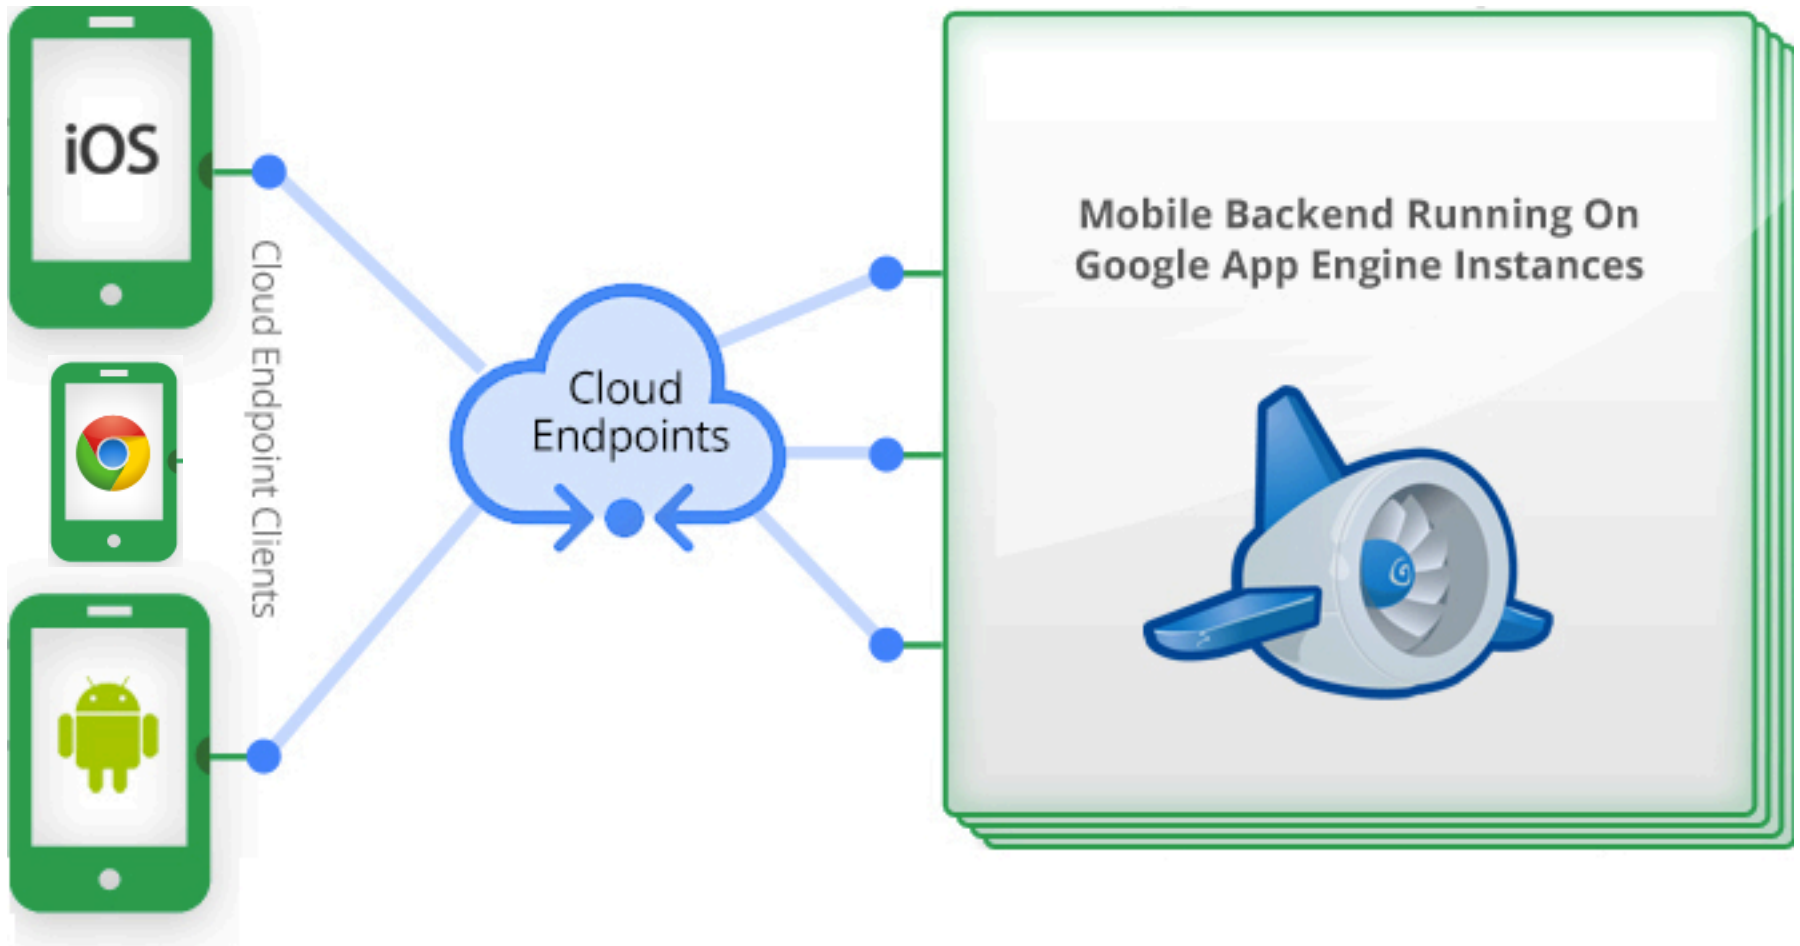 iOS
Cloud Endpoint Clients
Cloud
Endpoints
Mobile Backend Running On
Google App Engine Instances